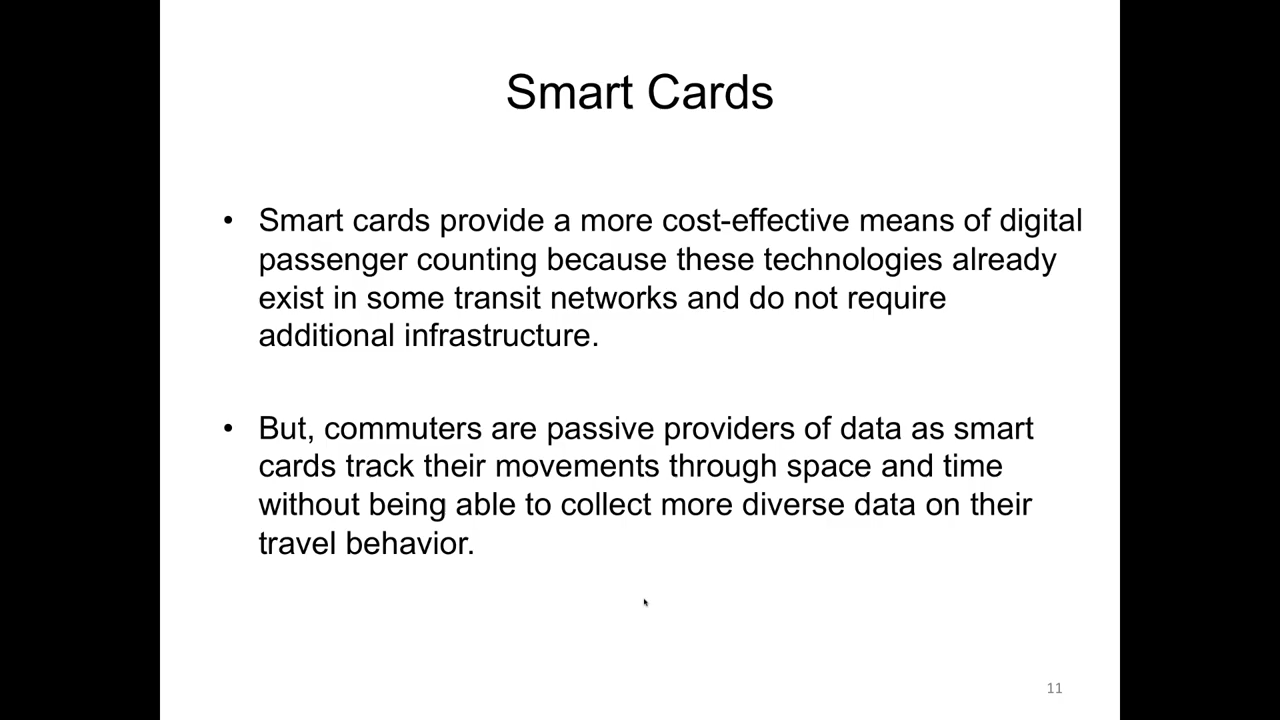 Smart Cards
• Smart cards provide a more cost-effective means of digital
passenger counting because these technologies already
exist in some transit networks and do not require
additional infrastructure.
• But, commuters are passive providers of data as smart
cards track their movements through space and time
without being able to collect more diverse data on their
travel behavior.
11